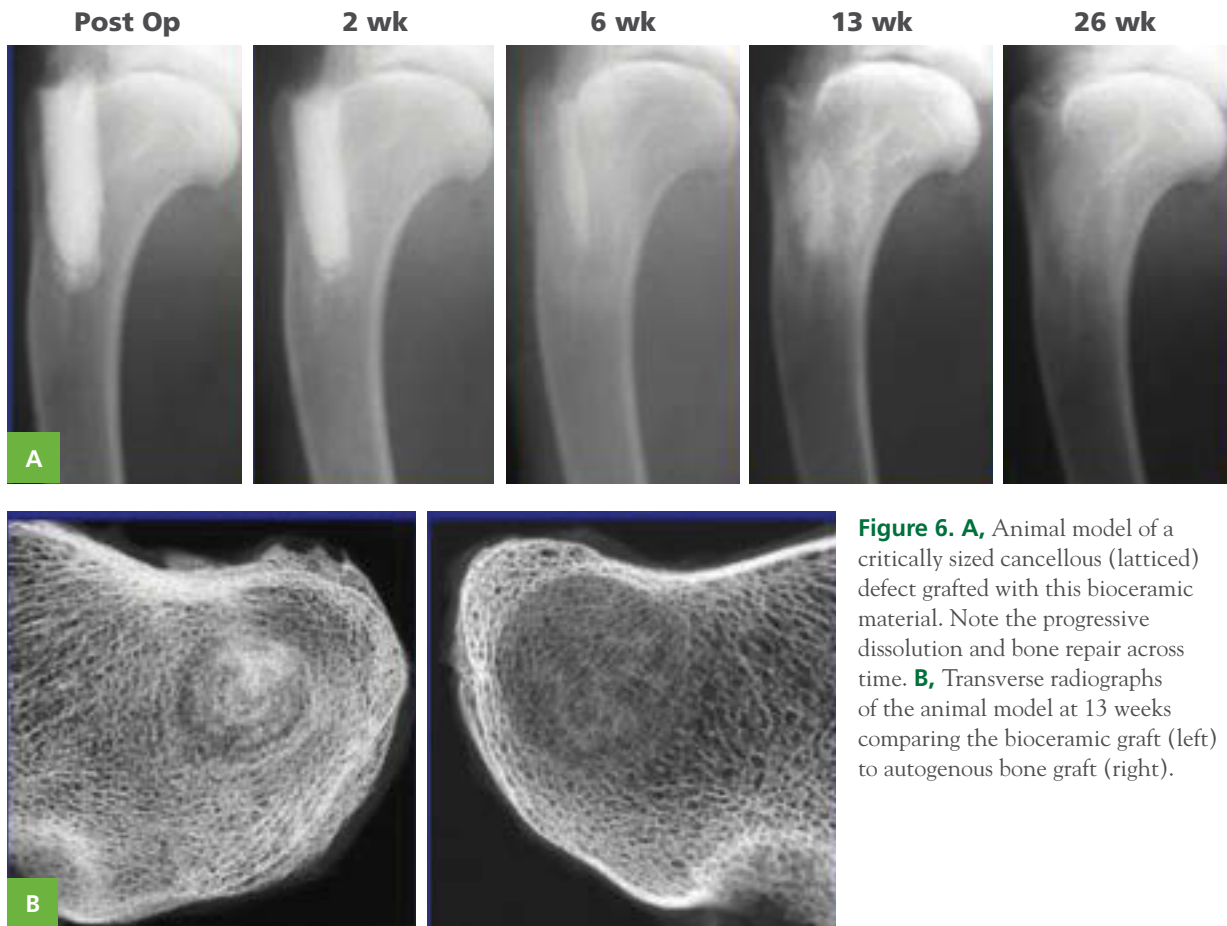 Post Op
2 wk
6 wk
13 wk
26 wk
A
Figure 6. A, Animal model of a
critically sized cancellous (latticed)
defect grafted with this bioceramic
material. Note the progressive
dissolution and bone repair across
time. B, Transverse radiographs
of the animal model at 13 weeks
comparing the bioceramic graft (left)
to autogenous bone graft (right).
B